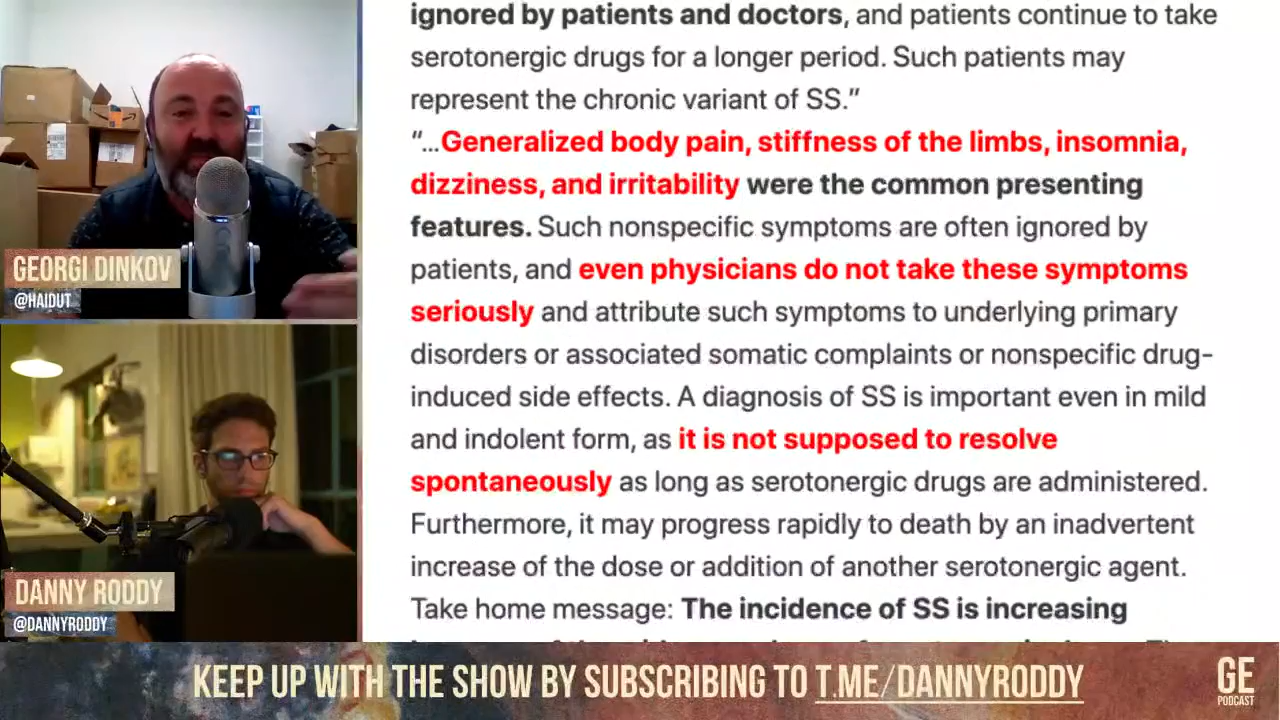 ignored by patients and doctors, and patients continue to take
serotonergic drugs for a longer period. Such patients may
represent the chronic variant of SS.”
“…Generalized body pain, stiffness of the limbs, insomnia,
dizziness, and irritability were the common presenting
features. Such nonspecific symptoms are often ignored by
patients, and even physicians do not take these symptoms
seriously and attribute such symptoms to underlying primary
disorders or associated somatic complaints or nonspecific drug-
induced side effects. A diagnosis of SS is important even in mild
and indolent form, as it is not supposed to resolve
spontaneously as long as serotonergic drugs are administered.
Furthermore, it may progress rapidly to death by an inadvertent
increase of the dose or addition of another serotonergic agent.
Take home message: The incidence of SS is increasing
GEORGI DINKOV
@HAIDUT
DANNY RODDY
@DANNYRODDY
KEEP UP WITH THE SHOW BY SUBSCRIBING TO T.ME/DANNYRODDY
GE
PODCAST